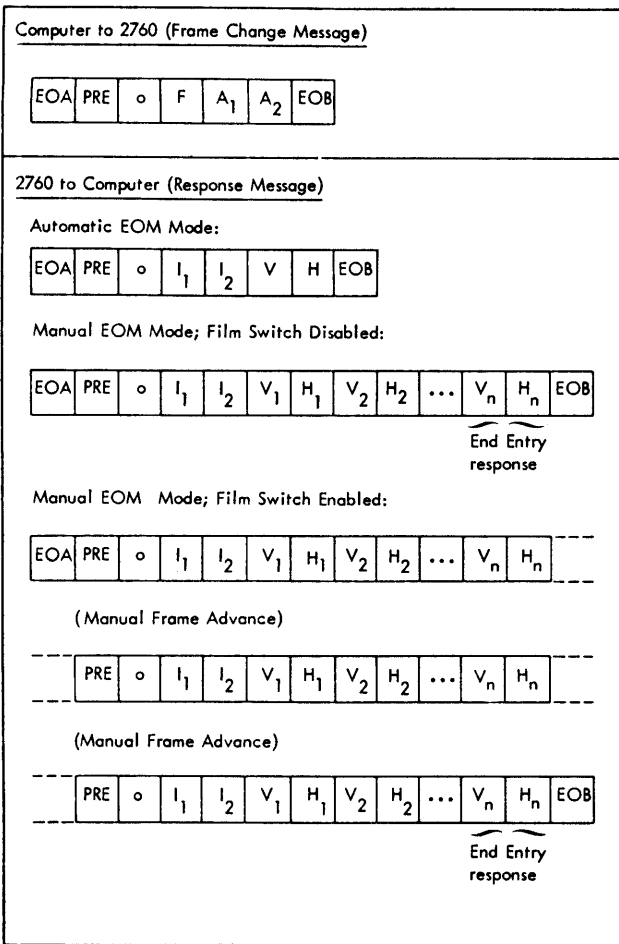 Computer to 2760 (Frame Change Message)
EOA PRE o F A1 A2 EOB
2760 to Computer (Response Message)
Automatic EOM Mode:
EOA PRE o I1 I2 V H EOB
Manual EOM Mode; Film Switch Disabled:
EOA PRE o I1 I2 V1 H1 V2 H2 ... Vn Hn EOB
End Entry
response
Manual EOM Mode; Film Switch Enabled:
EOA PRE o I1 I2 V1 H1 V2 H2 ... Vn Hn
(Manual Frame Advance)
PRE o I1 I2 V1 H1 V2 H2 ... Vn Hn
(Manual Frame Advance)
PRE o I1 I2 V1 H1 V2 H2 ... Vn Hn EOB
End Entry
response